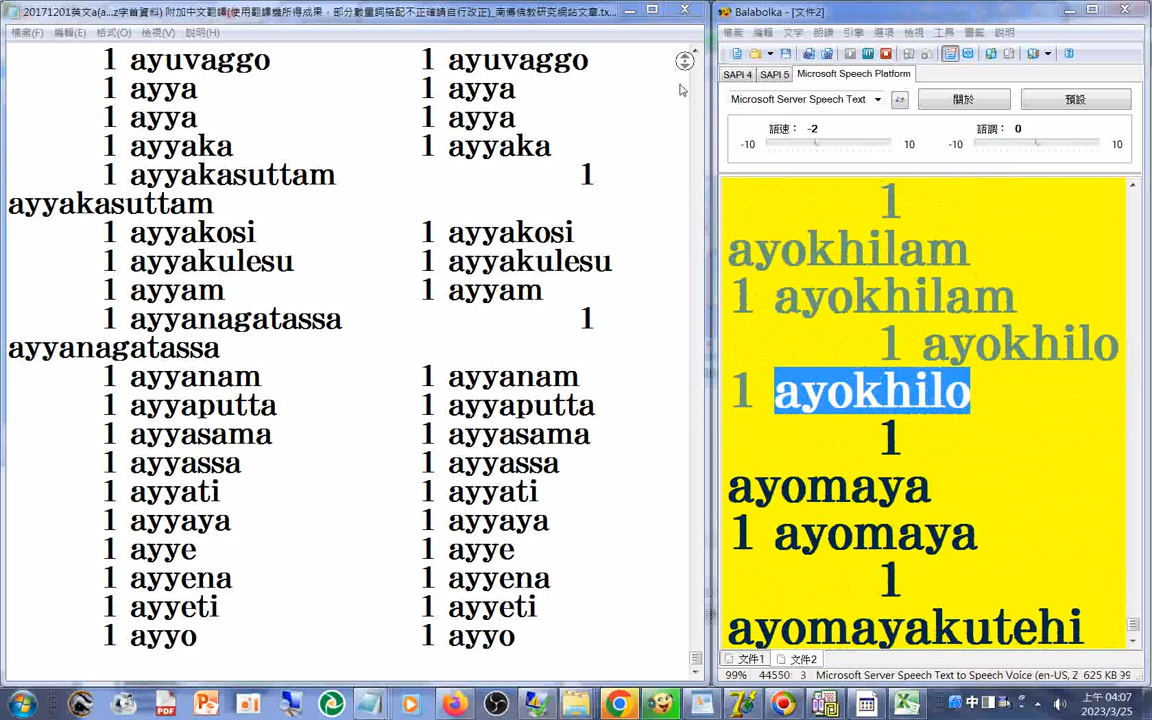 20171201英文a(a...z字首資料) 附加中文翻譯(使用翻譯機所得成果，部分數量詞搭配不正確請自行改正)_南傳佛教研究網站文章.tx...
檔案(F) 編輯(E) 格式(O) 檢視(V) 說明(H)
1 ayuvaggo 1 ayuvaggo
1 ayya 1 ayya
1 ayya 1 ayya
1 ayyaka 1 ayyaka
1 ayyakasuttam 1
ayyakasuttam
1 ayyakosi 1 ayyakosi
1 ayyakulesu 1 ayyakulesu
1 ayyam 1 ayyam
1 ayyanagatassa 1
ayyanagatassa
1 ayyanam 1 ayyanam
1 ayyaputta 1 ayyaputta
1 ayyasama 1 ayyasama
1 ayyassa 1 ayyassa
1 ayyati 1 ayyati
1 ayyaya 1 ayyaya
1 ayye 1 ayye
1 ayyena 1 ayyena
1 ayyeti 1 ayyeti
1 ayyo 1 ayyo
Balabolka - [文件2]
檔案 編輯 文字 朗讀 引擎 選項 檢視 工具 書籤 說明
SAPI 4 SAPI 5 Microsoft Speech Platform
Microsoft Server Speech Text 關於 預設
語速： -2 語調： 0
-10 10 -10 10
1
ayokhilam
1 ayokhilam
1 ayokhilo
1 ayokhilo
1
ayomaya
1 ayomaya
1
ayomayakutehi
文件1 文件2
99% 44550: 3 Microsoft Server Speech Text to Speech Voice (en-US, Z 625 KB 99
中
上午 04:07
2023/3/25